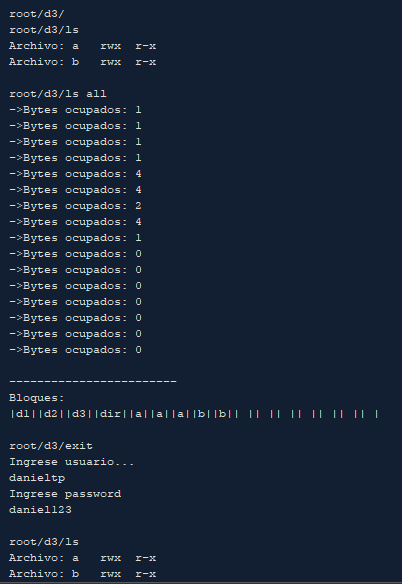 root/d3/
root/d3/ls
Archivo: a   rwx  r-x
Archivo: b   rwx  r-x
root/d3/ls all
->Bytes ocupados: 1
->Bytes ocupados: 1
->Bytes ocupados: 1
->Bytes ocupados: 1
->Bytes ocupados: 4
->Bytes ocupados: 4
->Bytes ocupados: 2
->Bytes ocupados: 4
->Bytes ocupados: 1
->Bytes ocupados: 0
->Bytes ocupados: 0
->Bytes ocupados: 0
->Bytes ocupados: 0
->Bytes ocupados: 0
->Bytes ocupados: 0
->Bytes ocupados: 0
------------------------
Bloques:
|d1||d2||d3||dir||a||a||a||b||b|| || || || || || || |
root/d3/exit
Ingrese usuario...
danieltp
Ingrese password
daniel123
root/d3/ls
Archivo: a   rwx  r-x
Archivo: b   rwx  r-x